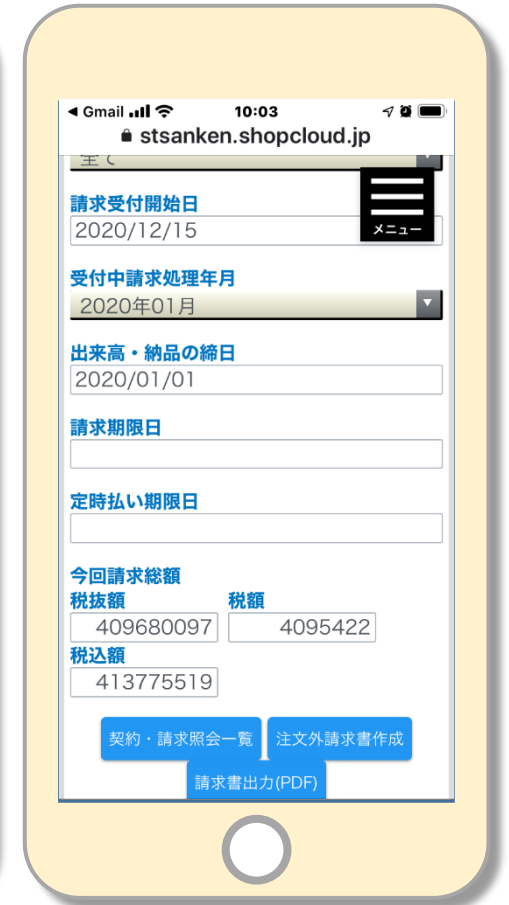 ◀ Gmail 10:03
stsanken.shopcloud.jp
全て
メニュー
請求受付開始日
2020/12/15
受付中請求処理年月
2020年01月
出来高・納品の締日
2020/01/01
請求期限日
定時払い期限日
今回請求総額
税抜額 税額
409680097 4095422
税込額
413775519
契約・請求照会一覧 注文外請求書作成
請求書出力(PDF)